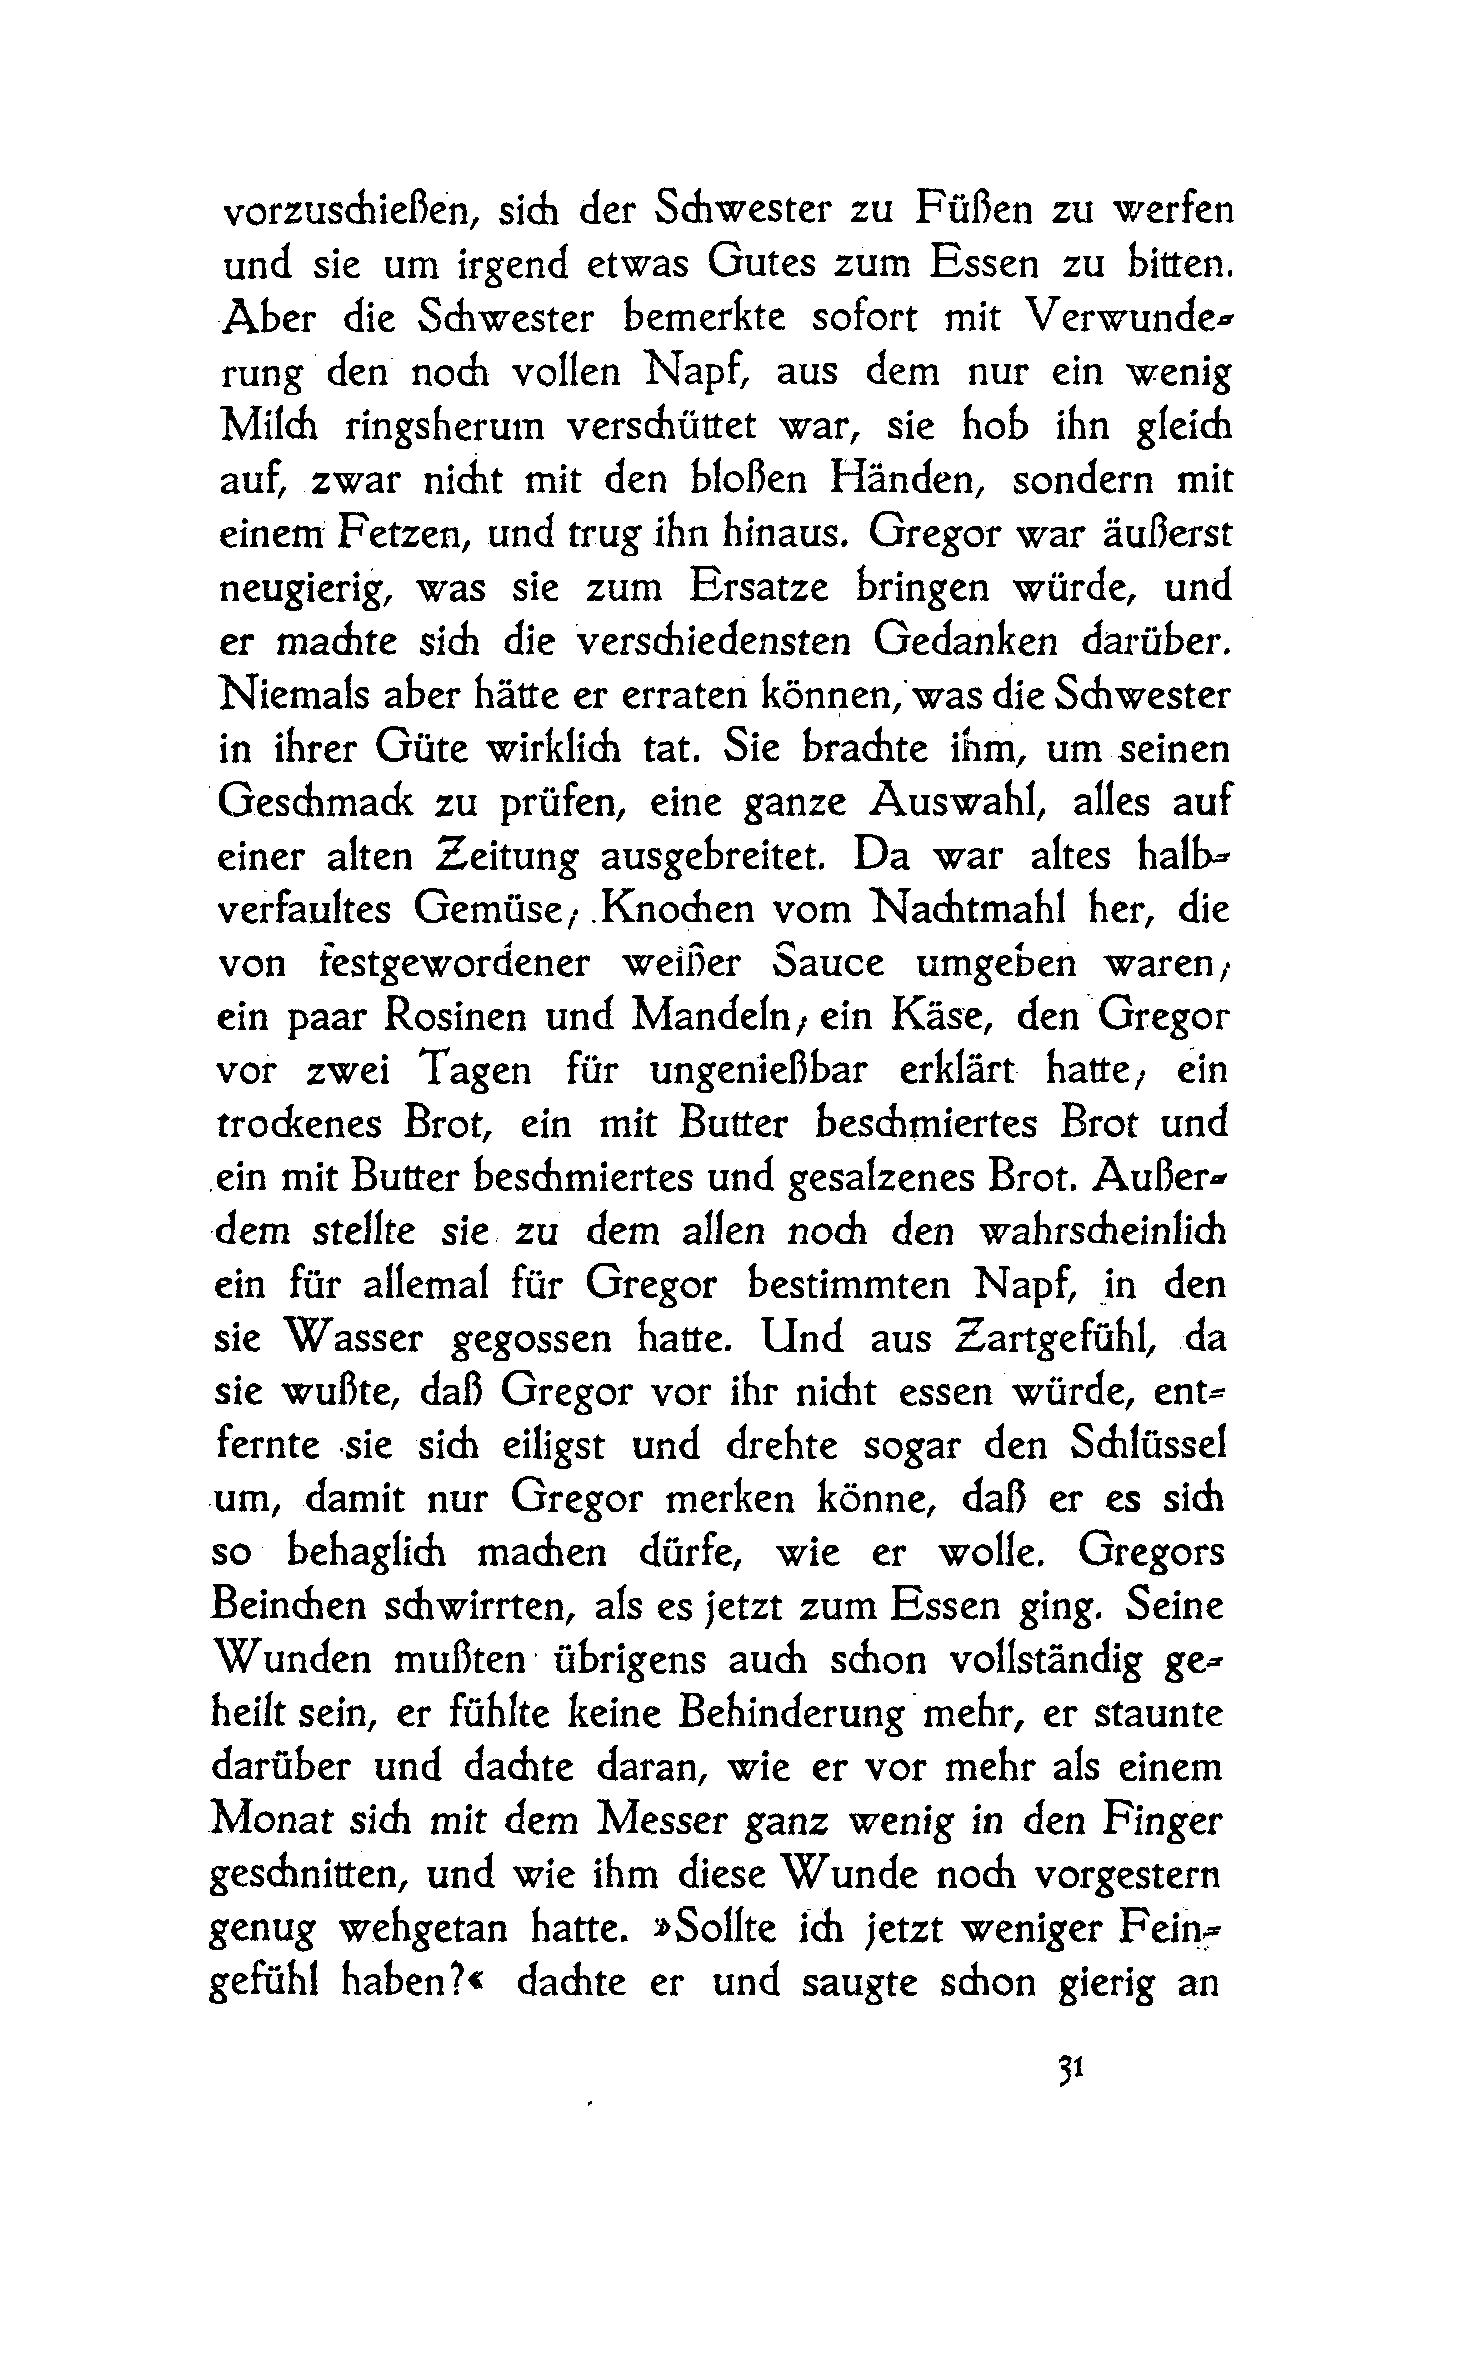 vorzuschießen, sich der Schwester zu Füßen zu werfen
und sie um irgend etwas Gutes zum Essen zu bitten.
Aber die Schwester bemerkte sofort mit Verwunde-
rung den noch vollen Napf, aus dem nur ein wenig
Milch ringsherum verschüttet war, sie hob ihn gleich
auf, zwar nicht mit den bloßen Händen, sondern mit
einem Fetzen, und trug ihn hinaus. Gregor war äußerst
neugierig, was sie zum Ersatze bringen würde, und
er machte sich die verschiedensten Gedanken darüber.
Niemals aber hätte er erraten können, was die Schwester
in ihrer Güte wirklich tat. Sie brachte ihm, um seinen
Geschmack zu prüfen, eine ganze Auswahl, alles auf
einer alten Zeitung ausgebreitet. Da war altes halb-
verfaultes Gemüse; Knochen vom Nachtmahl her, die
von festgewordener weißer Sauce umgeben waren;
ein paar Rosinen und Mandeln; ein Käse, den Gregor
vor zwei Tagen für ungenießbar erklärt hatte; ein
trockenes Brot, ein mit Butter beschmiertes Brot und
ein mit Butter beschmiertes und gesalzenes Brot. Außer-
dem stellte sie zu dem allen noch den wahrscheinlich
ein für allemal für Gregor bestimmten Napf, in den
sie Wasser gegossen hatte. Und aus Zartgefühl, da
sie wußte, daß Gregor vor ihr nicht essen würde, ent-
fernte sie sich eiligst und drehte sogar den Schlüssel
um, damit nur Gregor merken könne, daß er es sich
so behaglich machen dürfe, wie er wolle. Gregors
Beinchen schwirrten, als es jetzt zum Essen ging. Seine
Wunden mußten übrigens auch schon vollständig ge-
heilt sein, er fühlte keine Behinderung mehr, er staunte
darüber und dachte daran, wie er vor mehr als einem
Monat sich mit dem Messer ganz wenig in den Finger
geschnitten, und wie ihm diese Wunde noch vorgestern
genug wehgetan hatte. »Sollte ich jetzt weniger Fein-
gefühl haben?« dachte er und saugte schon gierig an
31